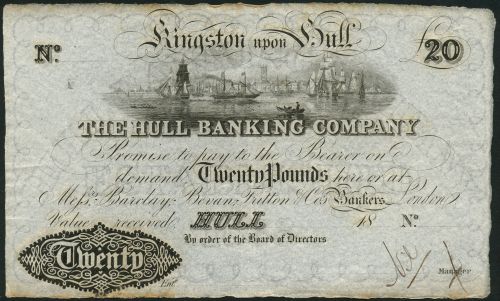 Kingston upon Hull
No. £20
THE HULL BANKING COMPANY
Promise to pay to the Bearer on
demand Twenty Pounds here or at
Messrs Barclay, Bevan, Tritton & Cos Bankers London
Value received, HULL 18 No.
By order of the Board of Directors
Twenty
Entd.
Manager